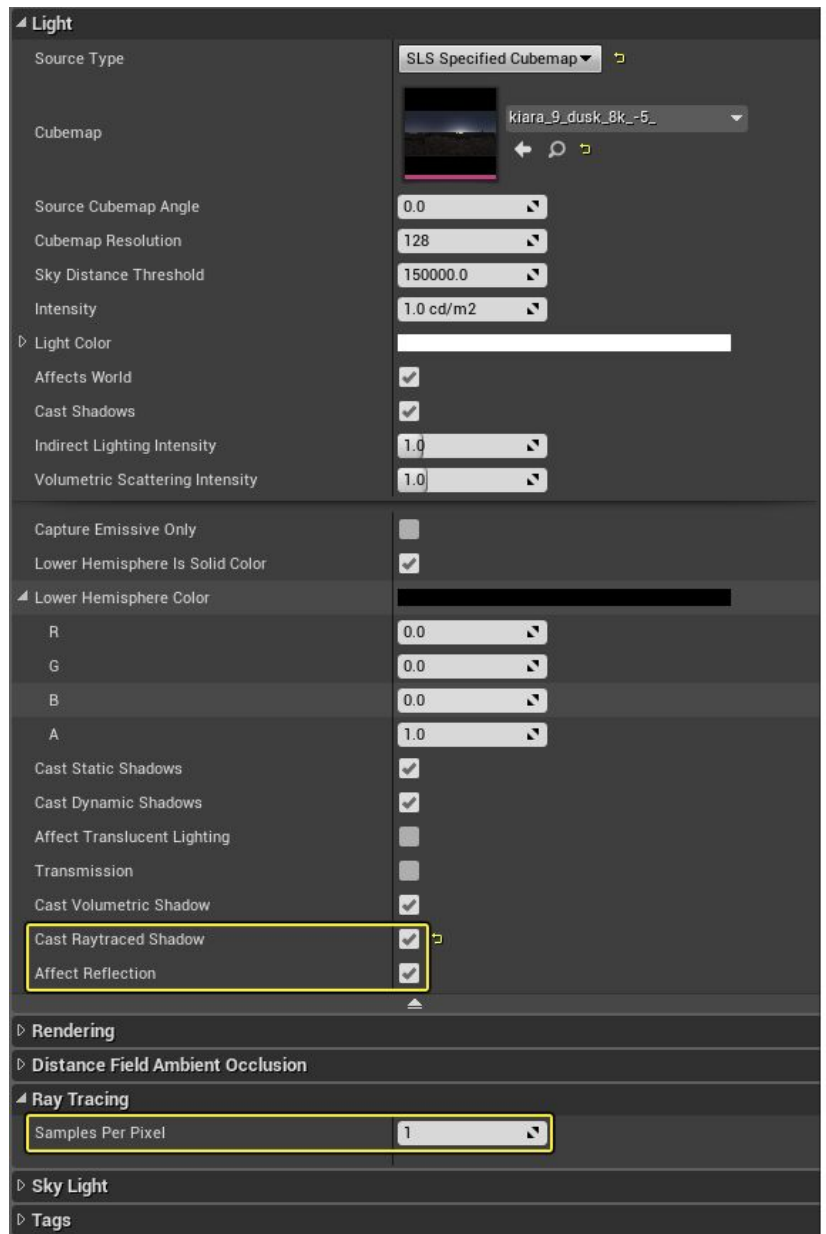 Light
Source Type
SLS Specified Cubemap
Cubemap
kiara_9_dusk_8k_-5_
Source Cubemap Angle
0.0
Cubemap Resolution
128
Sky Distance Threshold
150000.0
Intensity
1.0 cd/m2
Light Color
Affects World
Cast Shadows
Indirect Lighting Intensity
1.0
Volumetric Scattering Intensity
1.0
Capture Emissive Only
Lower Hemisphere Is Solid Color
Lower Hemisphere Color
R
0.0
G
0.0
B
0.0
A
1.0
Cast Static Shadows
Cast Dynamic Shadows
Affect Translucent Lighting
Transmission
Cast Volumetric Shadow
Cast Raytraced Shadow
Affect Reflection
Rendering
Distance Field Ambient Occlusion
Ray Tracing
Samples Per Pixel
1
Sky Light
Tags